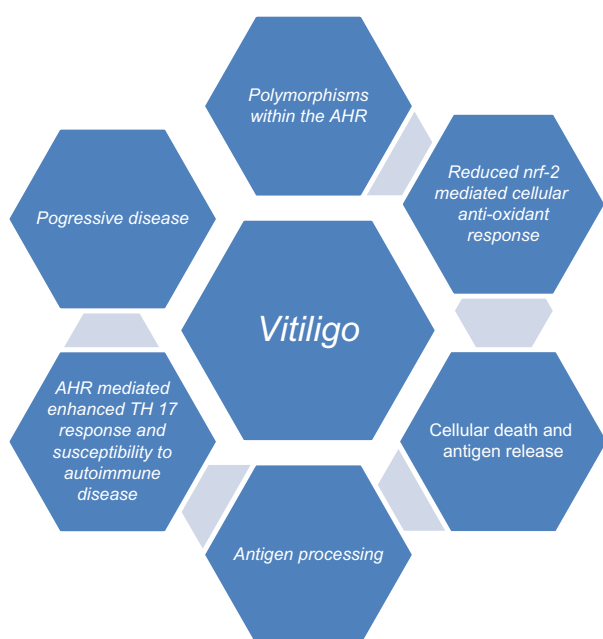 Polymorphisms
within the AHR
Reduced nrf-2
mediated cellular
anti-oxidant
response
Cellular death and
antigen release
Antigen processing
AHR mediated
enhanced TH 17
response and
susceptibility to
autoimmune
disease
Pogressive disease
Vitiligo